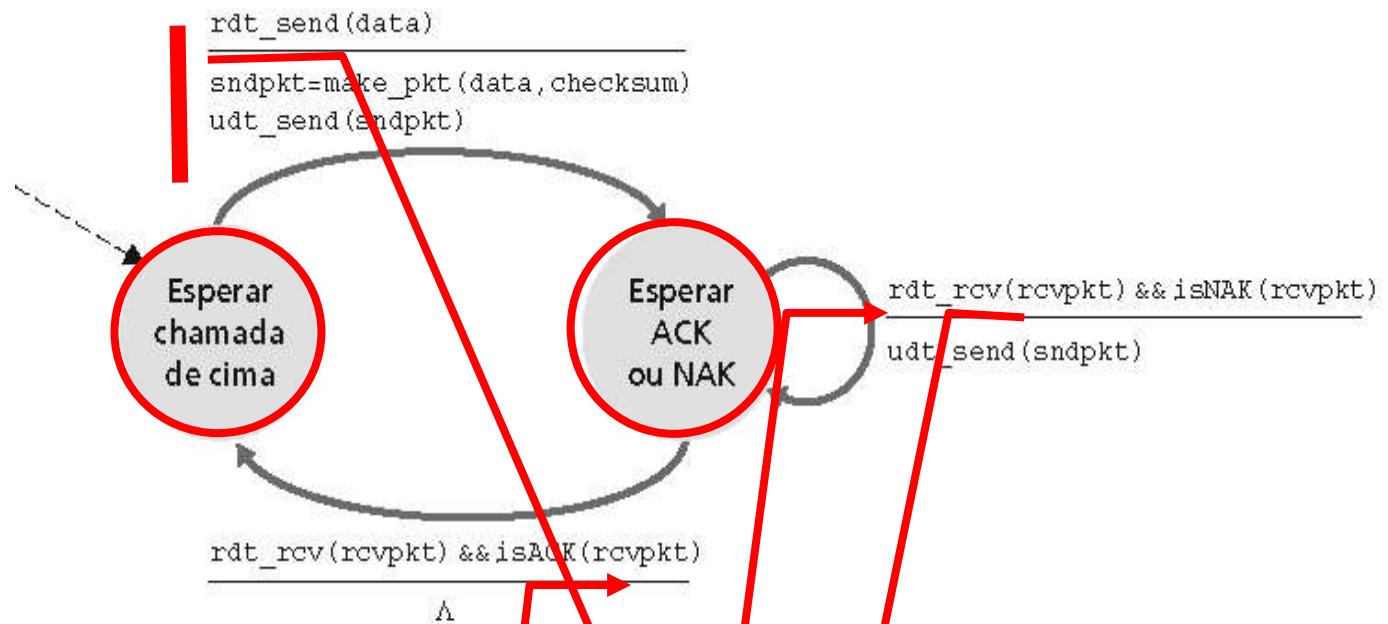 rdt_send(data)
sndpkt=make_pkt(data,checksum)
udt_send(sndpkt)
Esperar
chamada
de cima
Esperar
ACK
ou NAK
rdt_rcv(rcvpkt)&&isNAK(rcvpkt)
udt_send(sndpkt)
rdt_rcv(rcvpkt)&&isACK(rcvpkt)
Λ